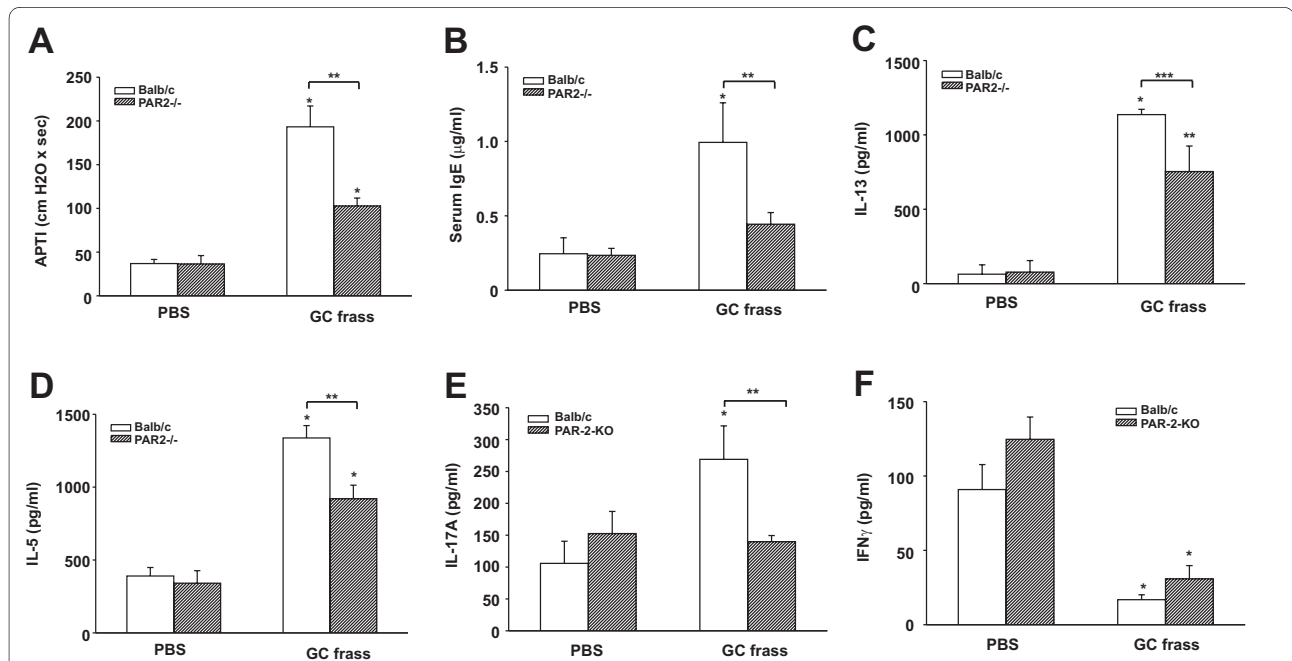 A
250
200
150
100
50
0
APTI (cm H2O x sec)
Balb/c
PAR2-/-
**
*
*
PBS
GC frass
B
1.5
1.0
0.5
0
Serum IgE (μg/ml)
Balb/c
PAR2-/-
**
*
PBS
GC frass
C
1500
1000
500
0
IL-13 (pg/ml)
Balb/c
PAR2-/-
***
*
**
PBS
GC frass
D
1500
1000
500
0
IL-5 (pg/ml)
Balb/c
PAR2-/-
**
*
*
PBS
GC frass
E
350
300
250
200
150
100
50
0
IL-17A (pg/ml)
Balb/c
PAR-2-KO
**
*
PBS
GC frass
F
150
100
50
0
IFNγ (pg/ml)
Balb/c
PAR-2-KO
*
*
PBS
GC frass